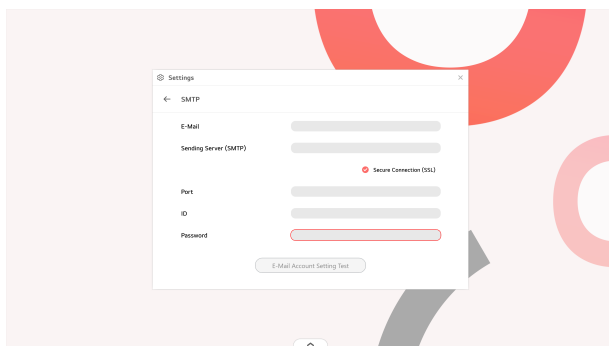 Settings
SMTP
E-Mail
Sending Server (SMTP)
Secure Connection (SSL)
Port
ID
Password
E-Mail Account Setting Test